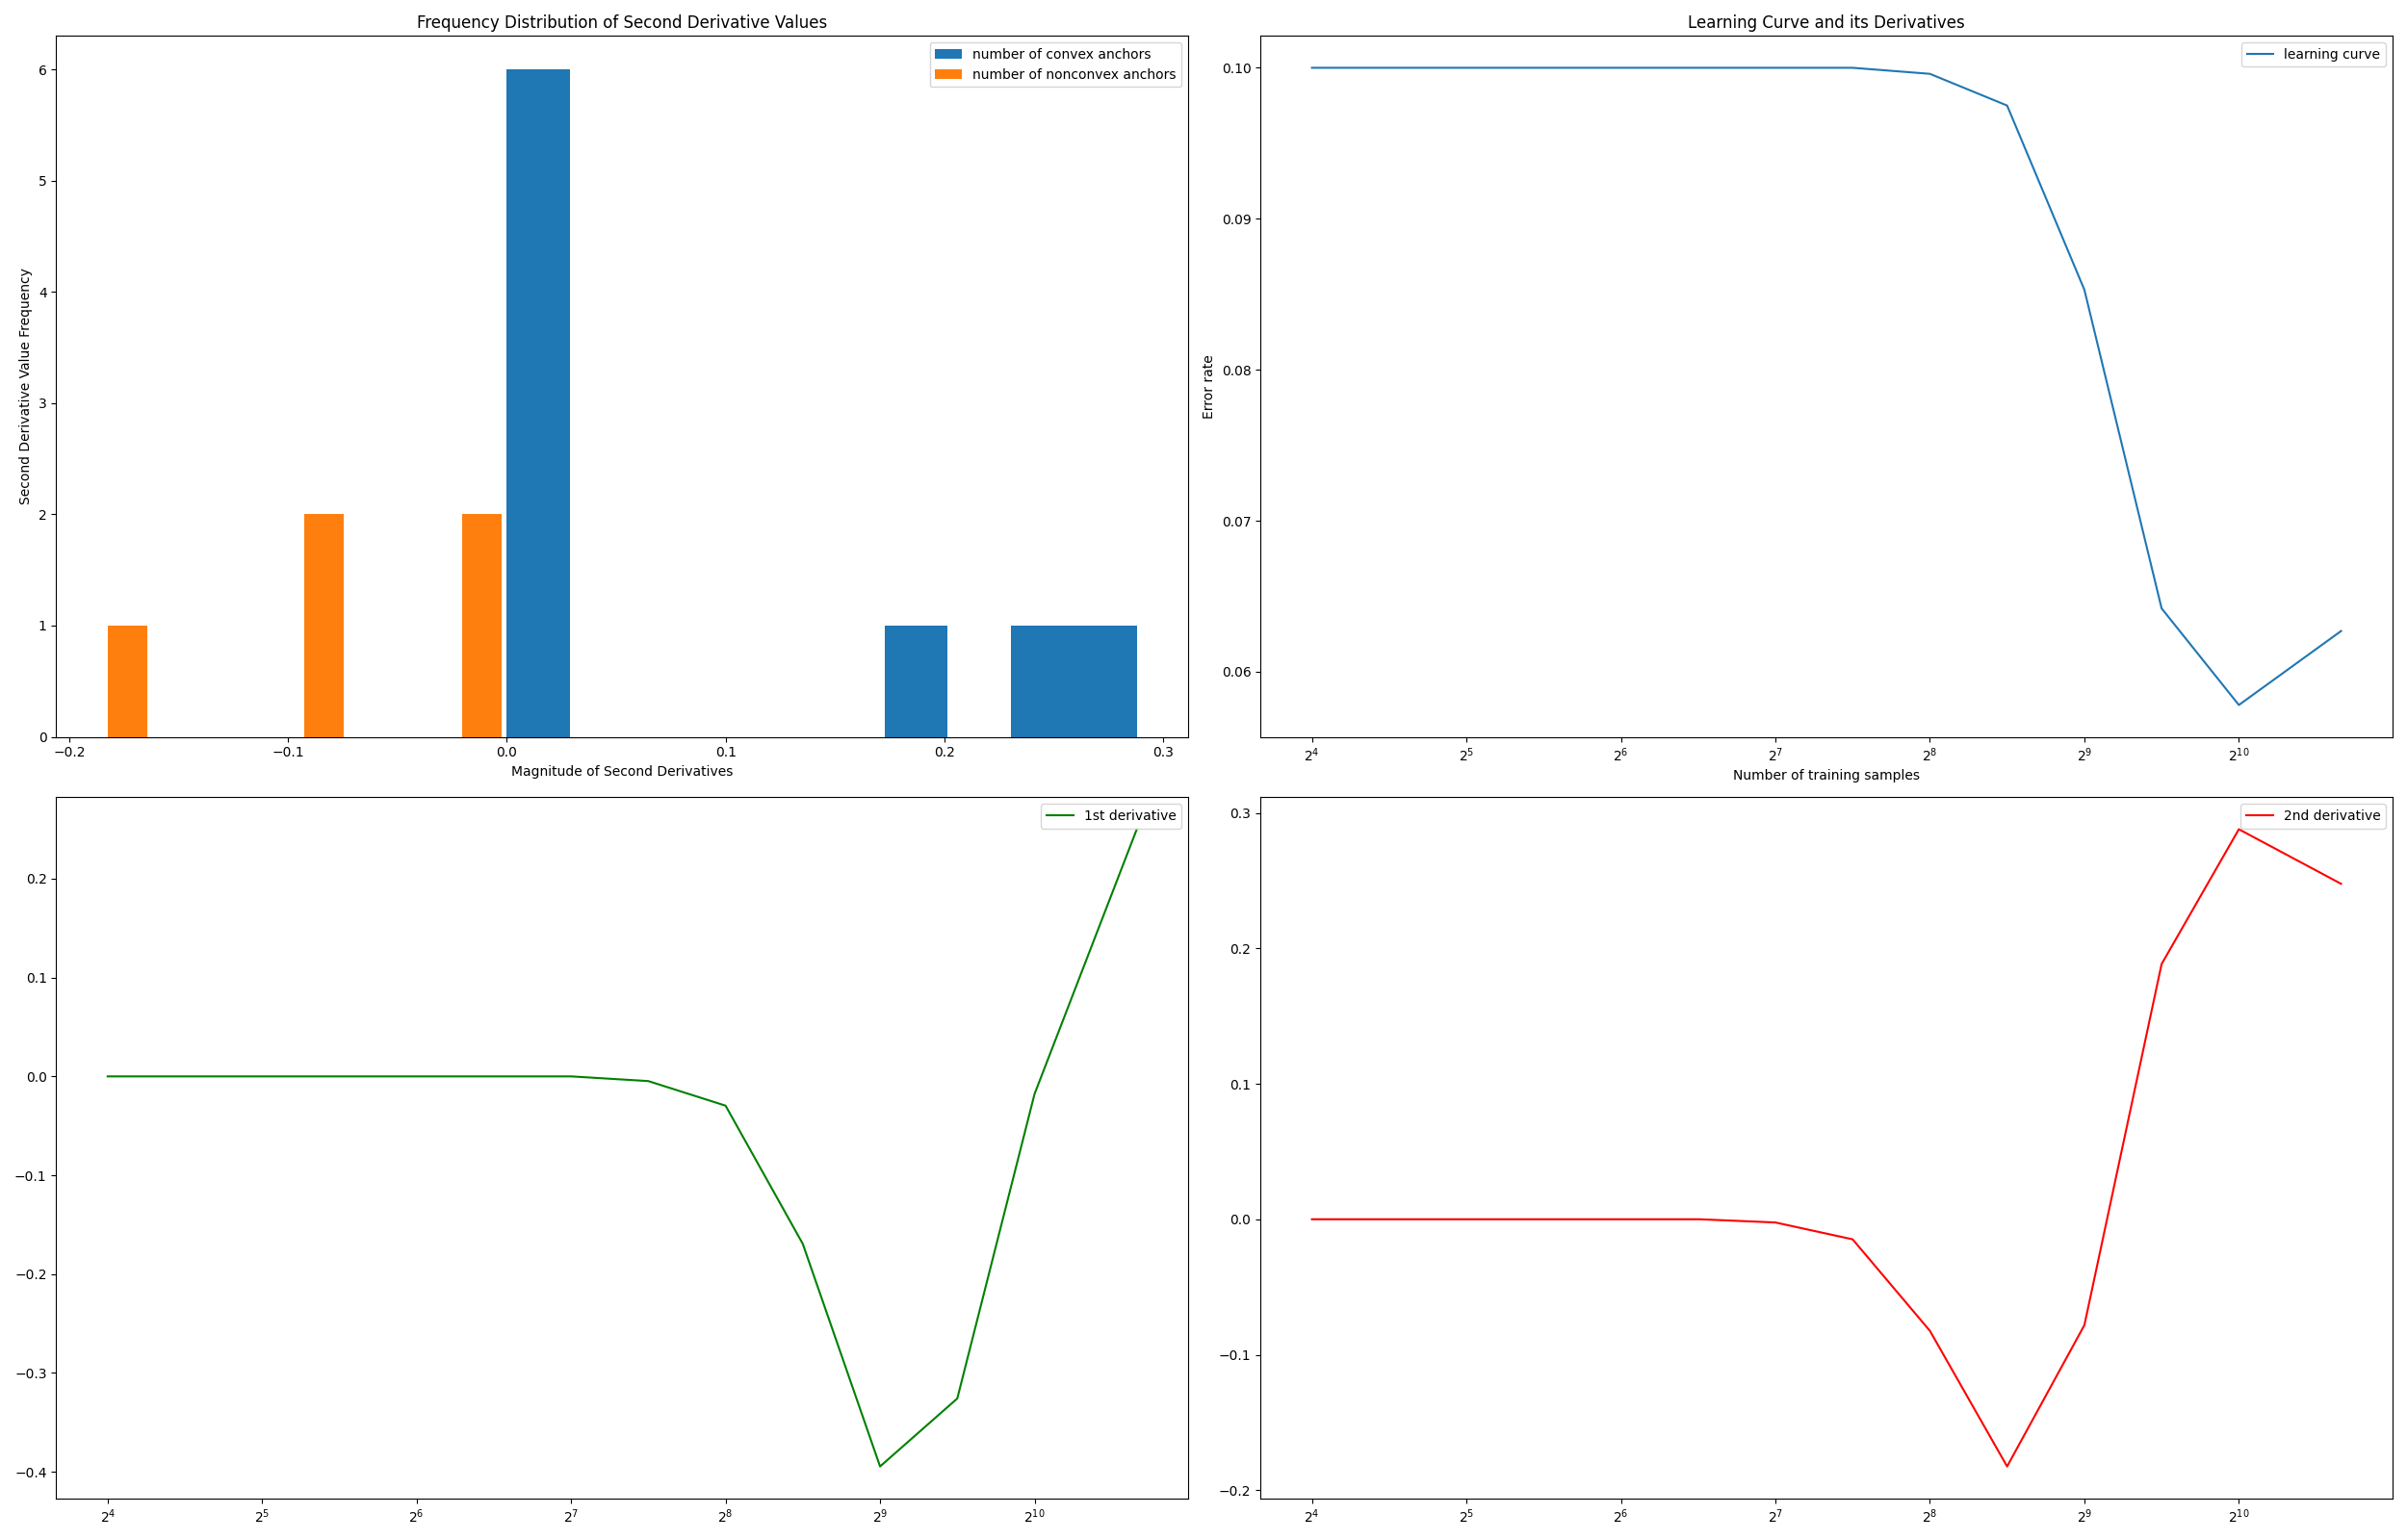 Frequency Distribution of Second Derivative Values
number of convex anchors
number of nonconvex anchors
Second Derivative Value Frequency
6
5
4
3
2
1
0
−0.2 −0.1 0.0 0.1 0.2 0.3
Magnitude of Second Derivatives
Learning Curve and its Derivatives
learning curve
Error rate
0.10
0.09
0.08
0.07
0.06
2⁴ 2⁵ 2⁶ 2⁷ 2⁸ 2⁹ 2¹⁰
Number of training samples
1st derivative
0.2
0.1
0.0
−0.1
−0.2
−0.3
−0.4
2⁴ 2⁵ 2⁶ 2⁷ 2⁸ 2⁹ 2¹⁰
2nd derivative
0.3
0.2
0.1
0.0
−0.1
−0.2
2⁴ 2⁵ 2⁶ 2⁷ 2⁸ 2⁹ 2¹⁰